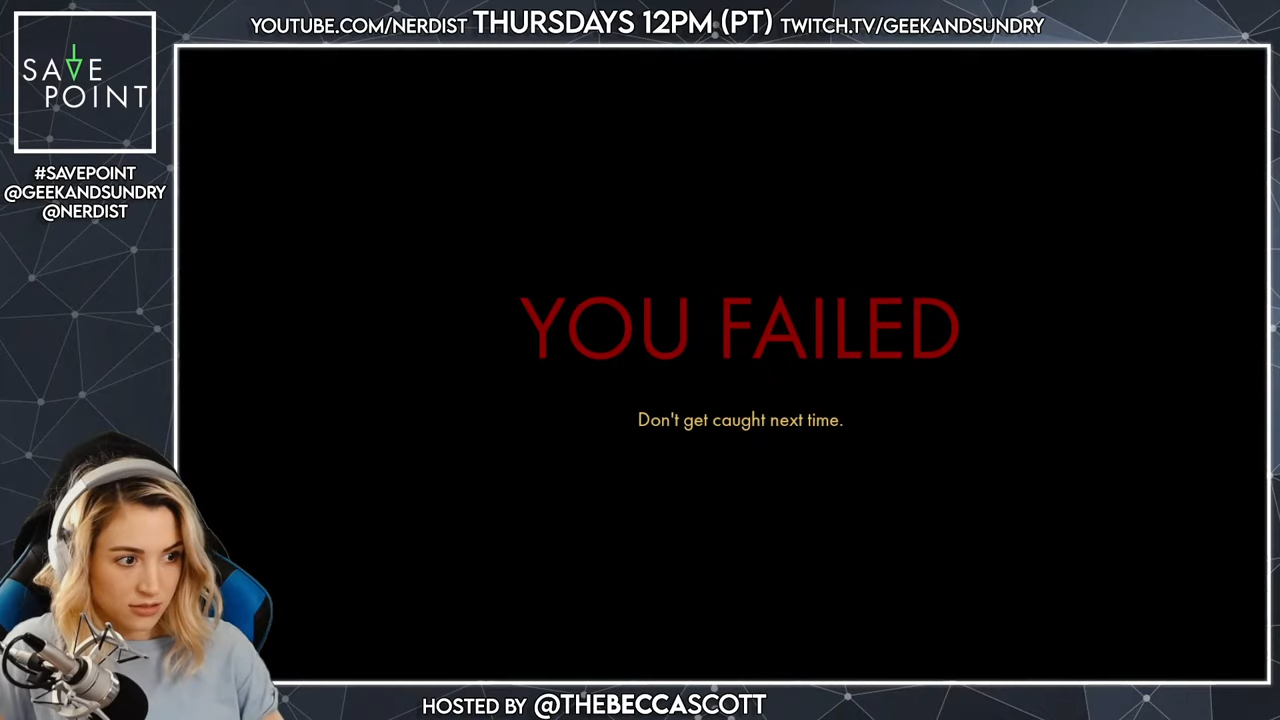 YOUTUBE.COM/NERDIST THURSDAYS 12PM (PT) TWITCH.TV/GEEKANDSUNDRY
SAVE
POINT
#SAVEPOINT
@GEEKANDSUNDRY
@NERDIST
YOU FAILED
Don't get caught next time.
HOSTED BY @THEBECCASCOTT